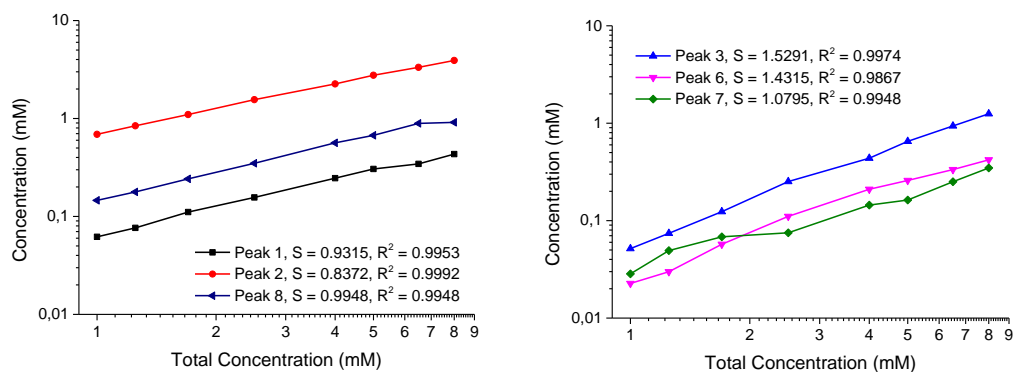 10
1
0,1
0,01
Concentration (mM)
Peak 1, S = 0.9315, R² = 0.9953
Peak 2, S = 0.8372, R² = 0.9992
Peak 8, S = 0.9948, R² = 0.9948
1 2 3 4 5 6 7 8 9
Total Concentration (mM)
10
1
0,1
0,01
Concentration (mM)
Peak 3, S = 1.5291, R² = 0.9974
Peak 6, S = 1.4315, R² = 0.9867
Peak 7, S = 1.0795, R² = 0.9948
1 2 3 4 5 6 7 8 9
Total Concentration (mM)